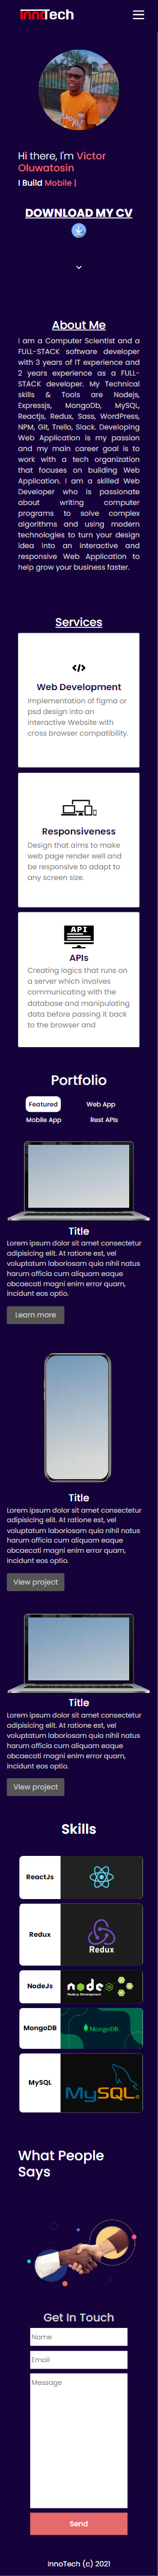 InnoTech
Hi there, I'm Victor
Oluwatosin
I Build Mobile |
DOWNLOAD MY CV
About Me
I am a Computer Scientist and a
FULL-STACK software developer
with 3 years of IT experience and
2 years experience as a FULL-
STACK developer. My Technical
skills & Tools are Nodejs,
Expressjs, MongoDb, MySQL,
Reactjs, Redux, Sass, WordPress,
NPM, Git, Trello, Slack. Developing
Web Application is my passion
and my main career goal is to
work with a tech organization
that focuses on building Web
Application. I am a skilled Web
Developer who is passionate
about writing computer
programs to solve complex
algorithms and using modern
technologies to turn your design
idea into an interactive and
responsive Web Application to
help grow your business faster.
Services
</>
Web Development
Implementation of figma or
psd design into an
interactive Website with
cross browser compatibility.
Responsiveness
Design that aims to make
web page render well and
be responsive to adapt to
any screen size.
API
APIs
Creating logics that runs on
a server which involves
communicating with the
database and manipulating
data before passing it back
to the browser and
Portfolio
Featured Web App
Mobile App Rest APIs
Title
Lorem ipsum dolor sit amet consectetur
adipisicing elit. At ratione est, vel
voluptatum laboriosam quia nihil natus
harum officia cum aliquam eaque
obcaecati magni enim error quam,
incidunt eos optio.
Learn more
Title
Lorem ipsum dolor sit amet consectetur
adipisicing elit. At ratione est, vel
voluptatum laboriosam quia nihil natus
harum officia cum aliquam eaque
obcaecati magni enim error quam,
incidunt eos optio.
View project
Title
Lorem ipsum dolor sit amet consectetur
adipisicing elit. At ratione est, vel
voluptatum laboriosam quia nihil natus
harum officia cum aliquam eaque
obcaecati magni enim error quam,
incidunt eos optio.
View project
Skills
ReactJs
Redux
Redux
NodeJs
node
Node.js Development
MongoDB
MongoDB
MySQL
MySQL
What People
Says
Get In Touch
Name
Email
Message
Send
InnoTech (c) 2021